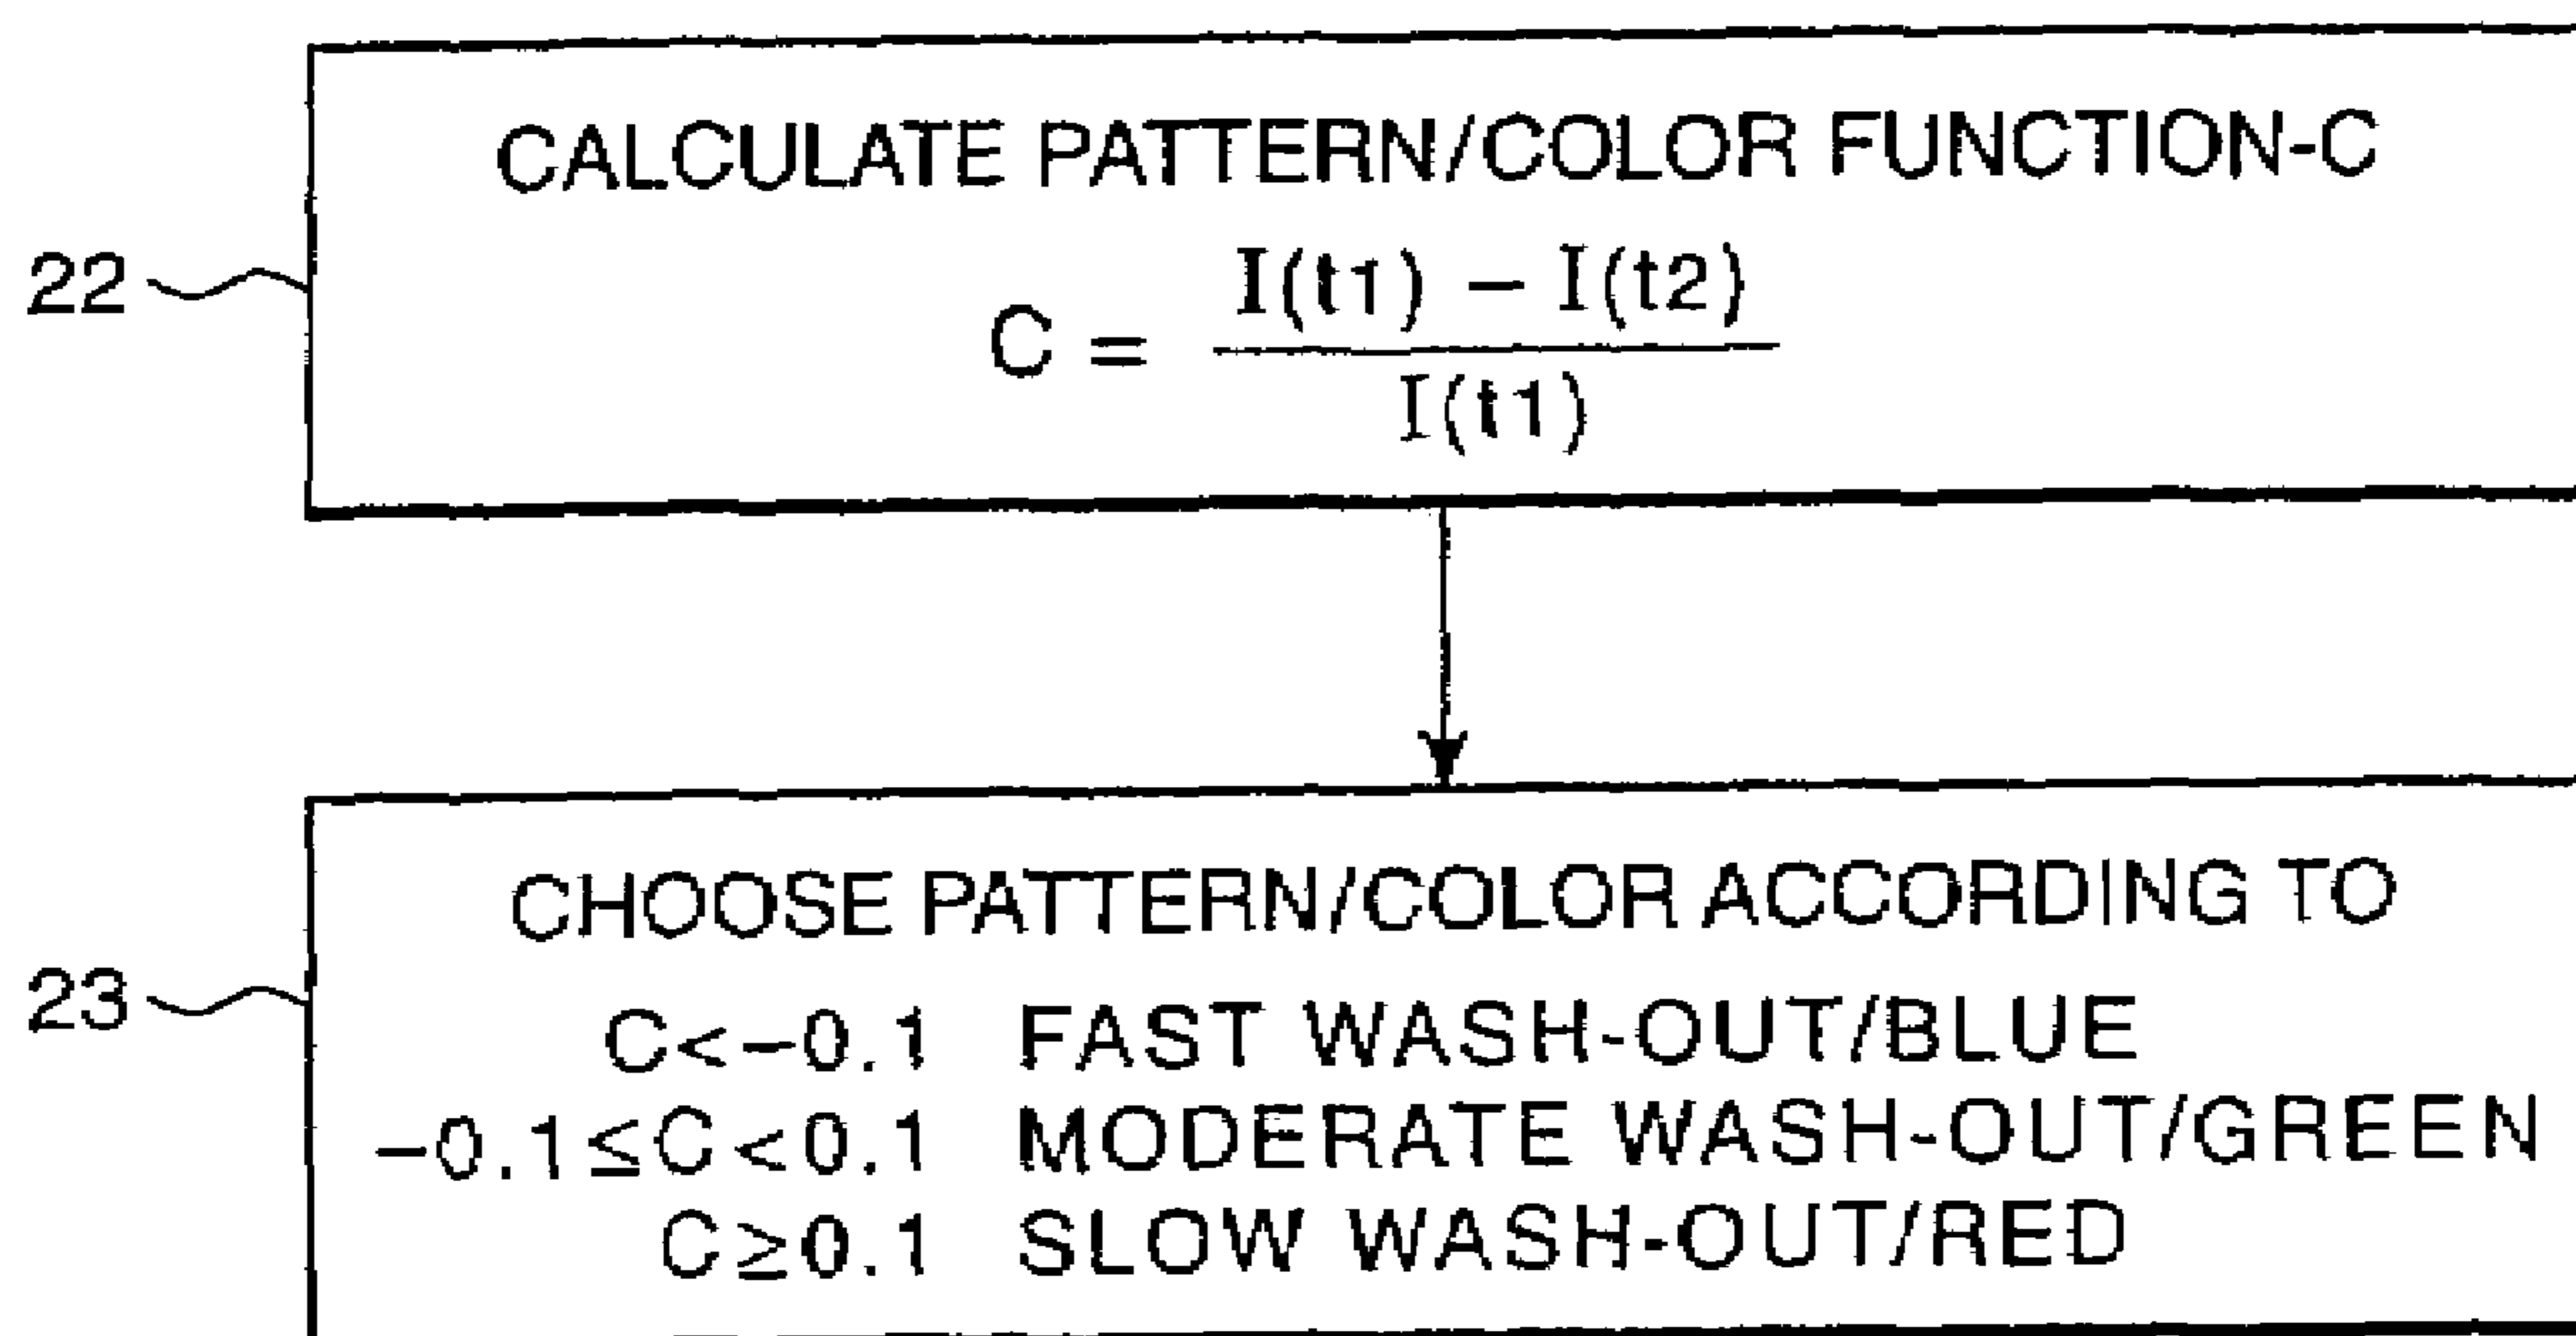 CALCULATE PATTERN/COLOR FUNCTION-C
22
C = I(t1) – I(t2)
I(t1)
CHOOSE PATTERN/COLOR ACCORDING TO
23
C<–0.1 FAST WASH-OUT/BLUE
–0.1≤C<0.1 MODERATE WASH-OUT/GREEN
C≥0.1 SLOW WASH-OUT/RED